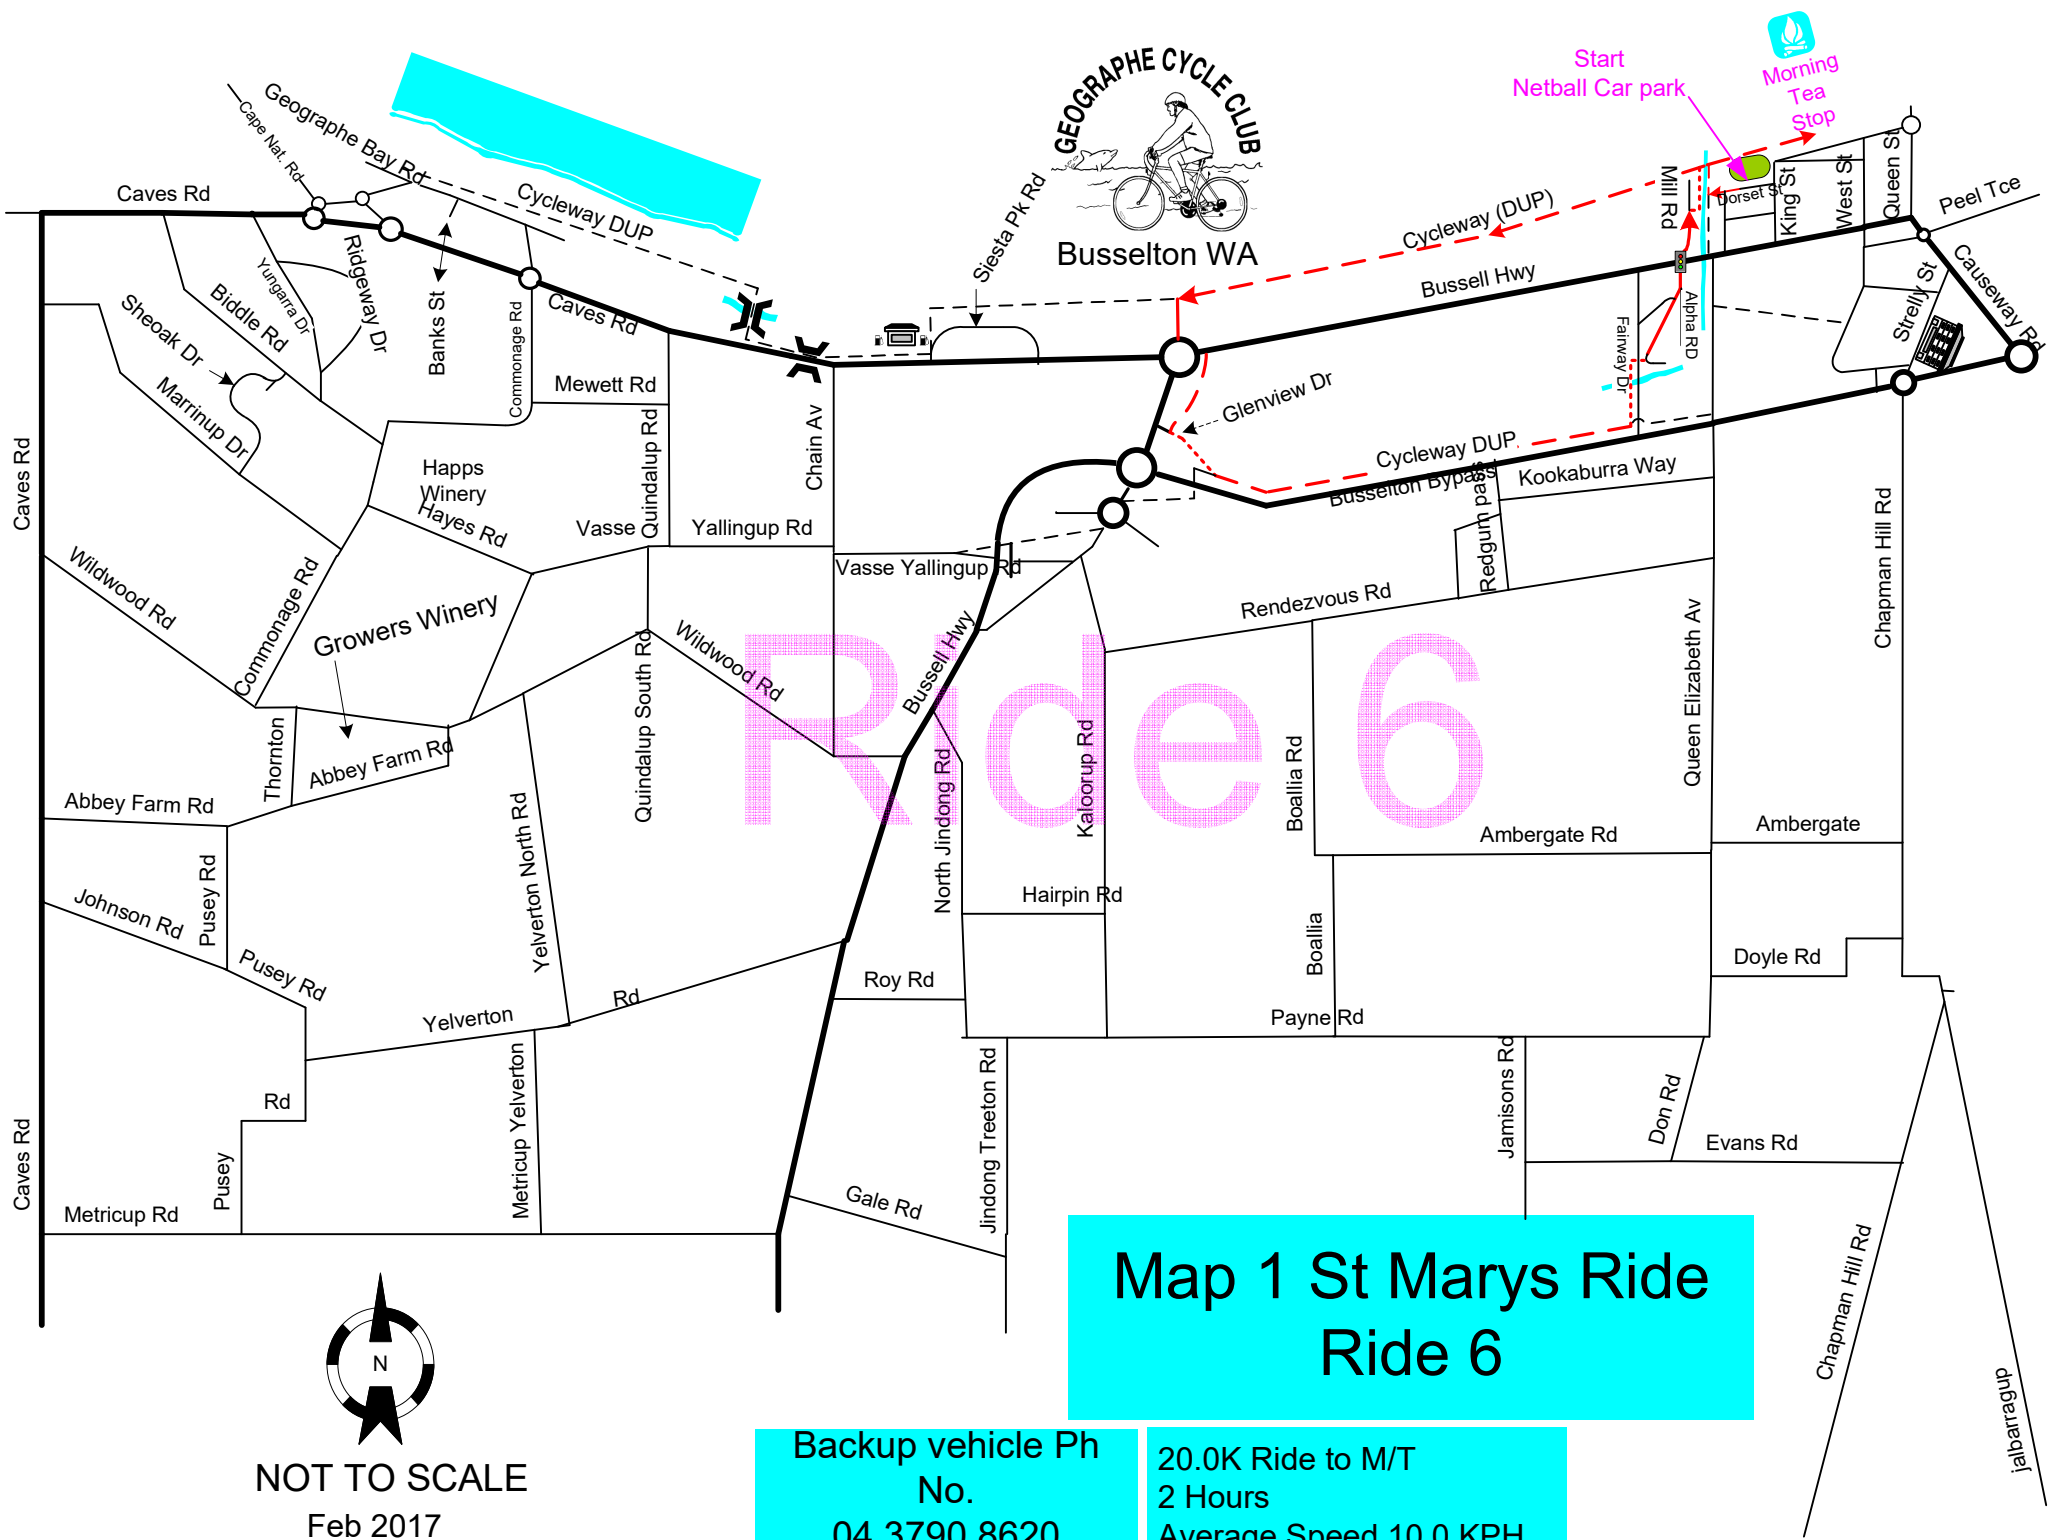 Start
Netball Car park
Morning
Tea
Stop
GEOGRAPHE CYCLE CLUB
Busselton WA
Geographe Bay Rd
Cape Nat. Rd
Caves Rd
Cycleway DUP
Siesta Pk Rd
Cycleway (DUP)
Bussell Hwy
Mill Rd
Dorset St
King St
West St
Queen St
Peel Tce
Causeway Rd
Strelly St
Alpha RD
Fairway Dr
Yungarra Dr
Ridgeway Dr
Biddle Rd
Sheoak Dr
Marrinup Dr
Banks St
Commonage Rd
Caves Rd
Mewett Rd
Quindalup Rd
Chain Av
Glenview Dr
Cycleway DUP
Busselton Bypass
Redgum pass
Kookaburra Way
Chapman Hill Rd
Caves Rd
Happs
Winery
Hayes Rd
Vasse
Yallingup Rd
Vasse Yallingup Rd
Rendezvous Rd
Wildwood Rd
Commonage Rd
Growers Winery
Quindalup South Rd
Wildwood Rd
Bussell Hwy
Ride 6
Queen Elizabeth Av
Thornton
Abbey Farm Rd
Abbey Farm Rd
Yelverton North Rd
North Jindong Rd
Kaloorup Rd
Boallia Rd
Ambergate Rd
Ambergate
Pusey Rd
Johnson Rd
Pusey Rd
Hairpin Rd
Boallia
Doyle Rd
Roy Rd
Yelverton
Rd
Payne Rd
Metricup Yelverton
Jindong Treeton Rd
Jamisons Rd
Don Rd
Evans Rd
Rd
Pusey
Caves Rd
Metricup Rd
Gale Rd
Chapman Hill Rd
jalbarragup
Map 1 St Marys Ride
Ride 6
N
NOT TO SCALE
Feb 2017
Backup vehicle Ph
No.
04 3790 8620
20.0K Ride to M/T
2 Hours
Average Speed 10.0 KPH